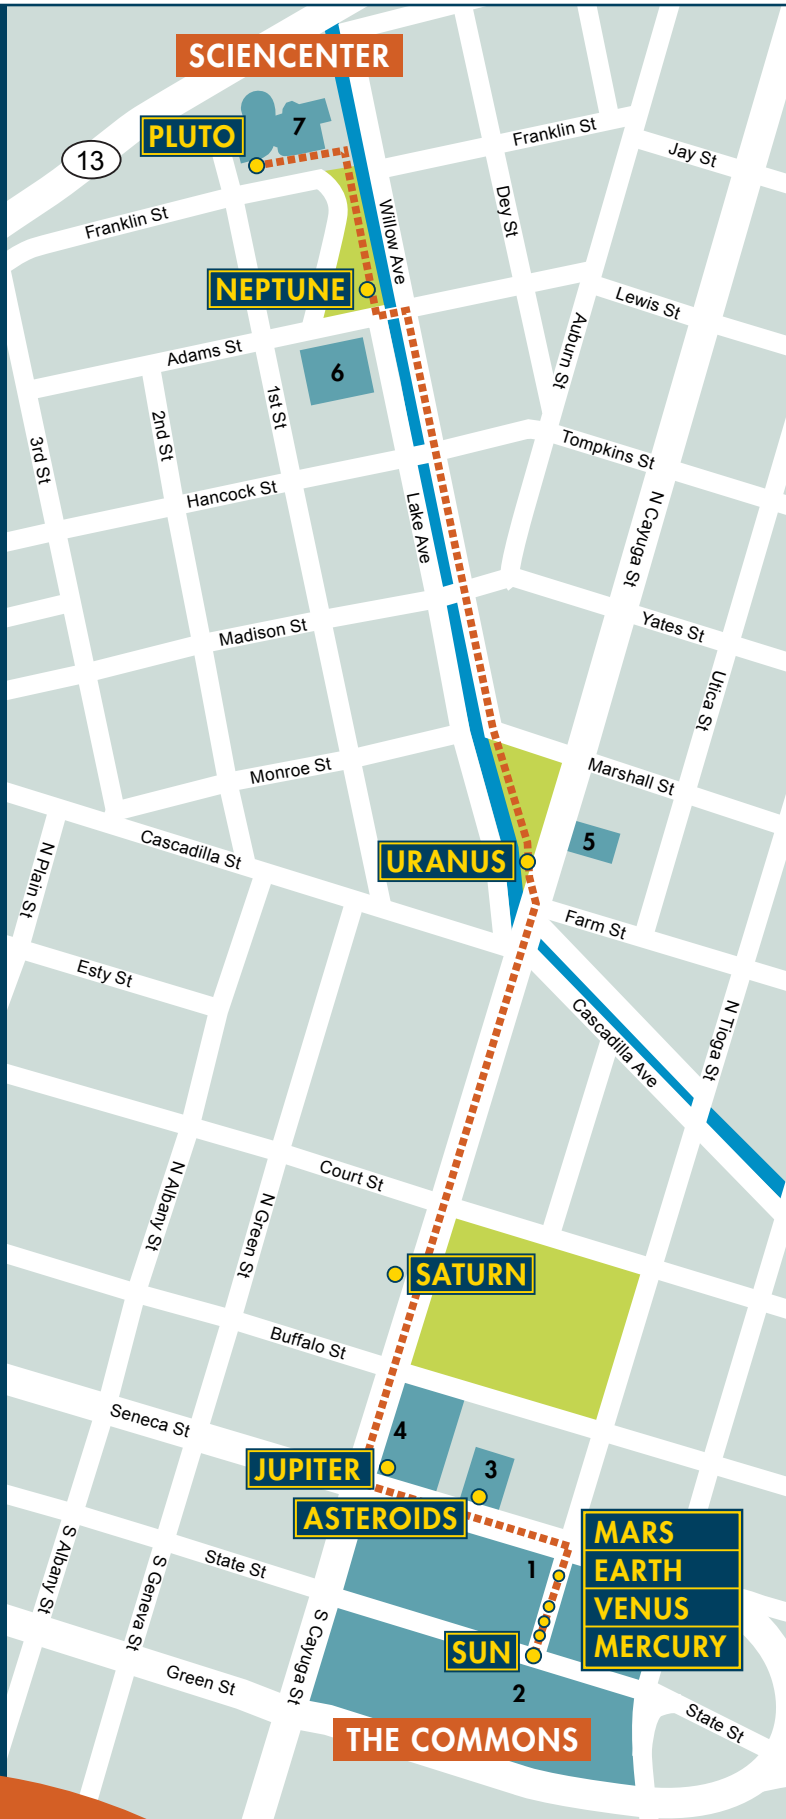 SCIENCENTER
7
PLUTO
13
Franklin St
Jay St
Franklin St
Willow Ave
Dey St
NEPTUNE
Lewis St
Auburn St
Adams St
6
1st St
2nd St
3rd St
Tompkins St
Hancock St
Lake Ave
N Cayuga St
Madison St
Yates St
Utica St
Monroe St
Marshall St
Cascadilla St
5
URANUS
N Plain St
Farm St
Esty St
Cascadilla Ave
N Tioga St
Court St
N Albany St
N Green St
SATURN
Buffalo St
Seneca St
4
JUPITER
3
ASTEROIDS
MARS
EARTH
VENUS
MERCURY
1
State St
S Albany St
S Geneva St
S Cayuga St
SUN
2
Green St
State St
THE COMMONS